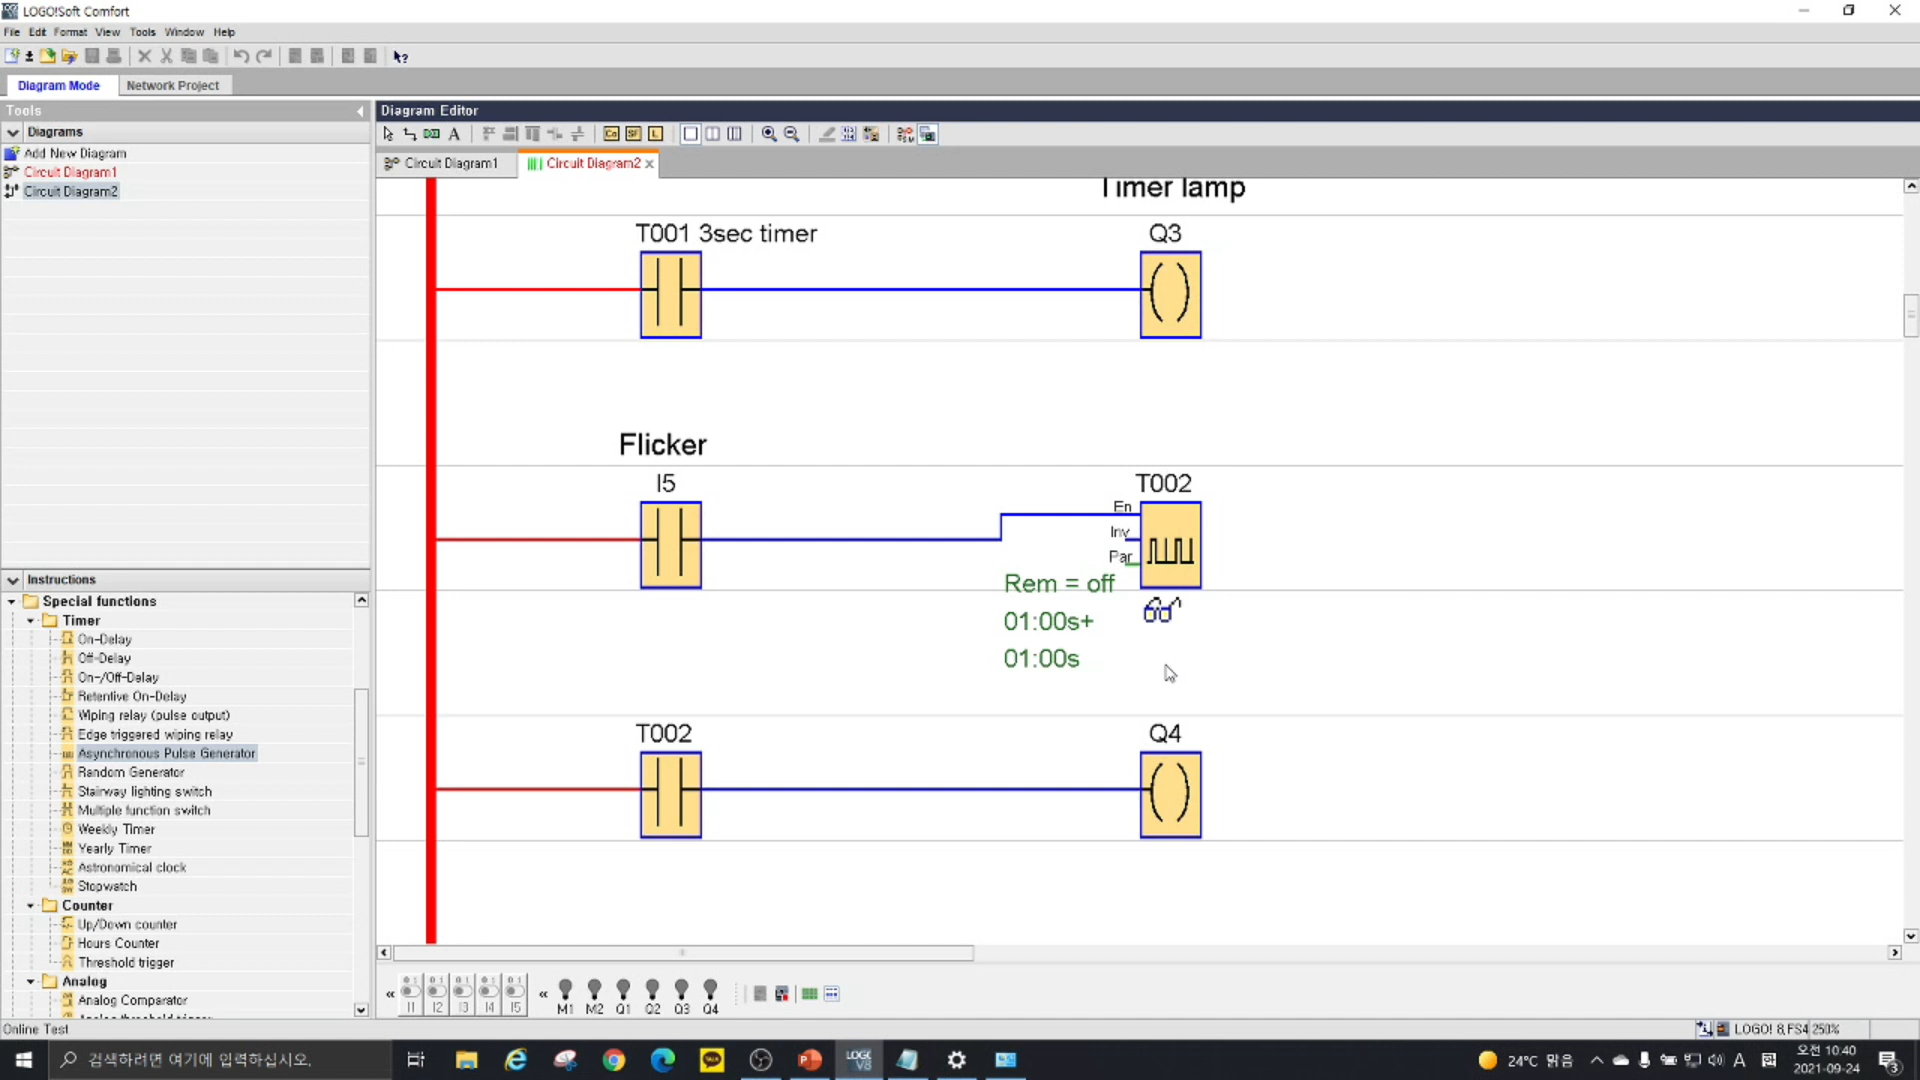 LOGO!Soft Comfort
File Edit Format View Tools Window Help
Diagram Mode Network Project
Tools
Diagrams
Add New Diagram
Circuit Diagram1
Circuit Diagram2
Instructions
Special functions
Timer
On-Delay
Off-Delay
On-/Off-Delay
Retentive On-Delay
Wiping relay (pulse output)
Edge triggered wiping relay
Asynchronous Pulse Generator
Random Generator
Stairway lighting switch
Multiple function switch
Weekly Timer
Yearly Timer
Astronomical clock
Stopwatch
Counter
Up/Down counter
Hours Counter
Threshold trigger
Analog
Analog Comparator
Diagram Editor
Circuit Diagram1 Circuit Diagram2
Timer lamp
T001 3sec timer Q3
Flicker
I5 T002
En
Inv
Par
Rem = off
01:00s+
01:00s
T002 Q4
I1 I2 I3 I4 I5 M1 M2 Q1 Q2 Q3 Q4
Online Test
LOGO! 8.FS4 250%
검색하려면 여기에 입력하십시오.
24°C 맑음
오전 10:40
2021-09-24